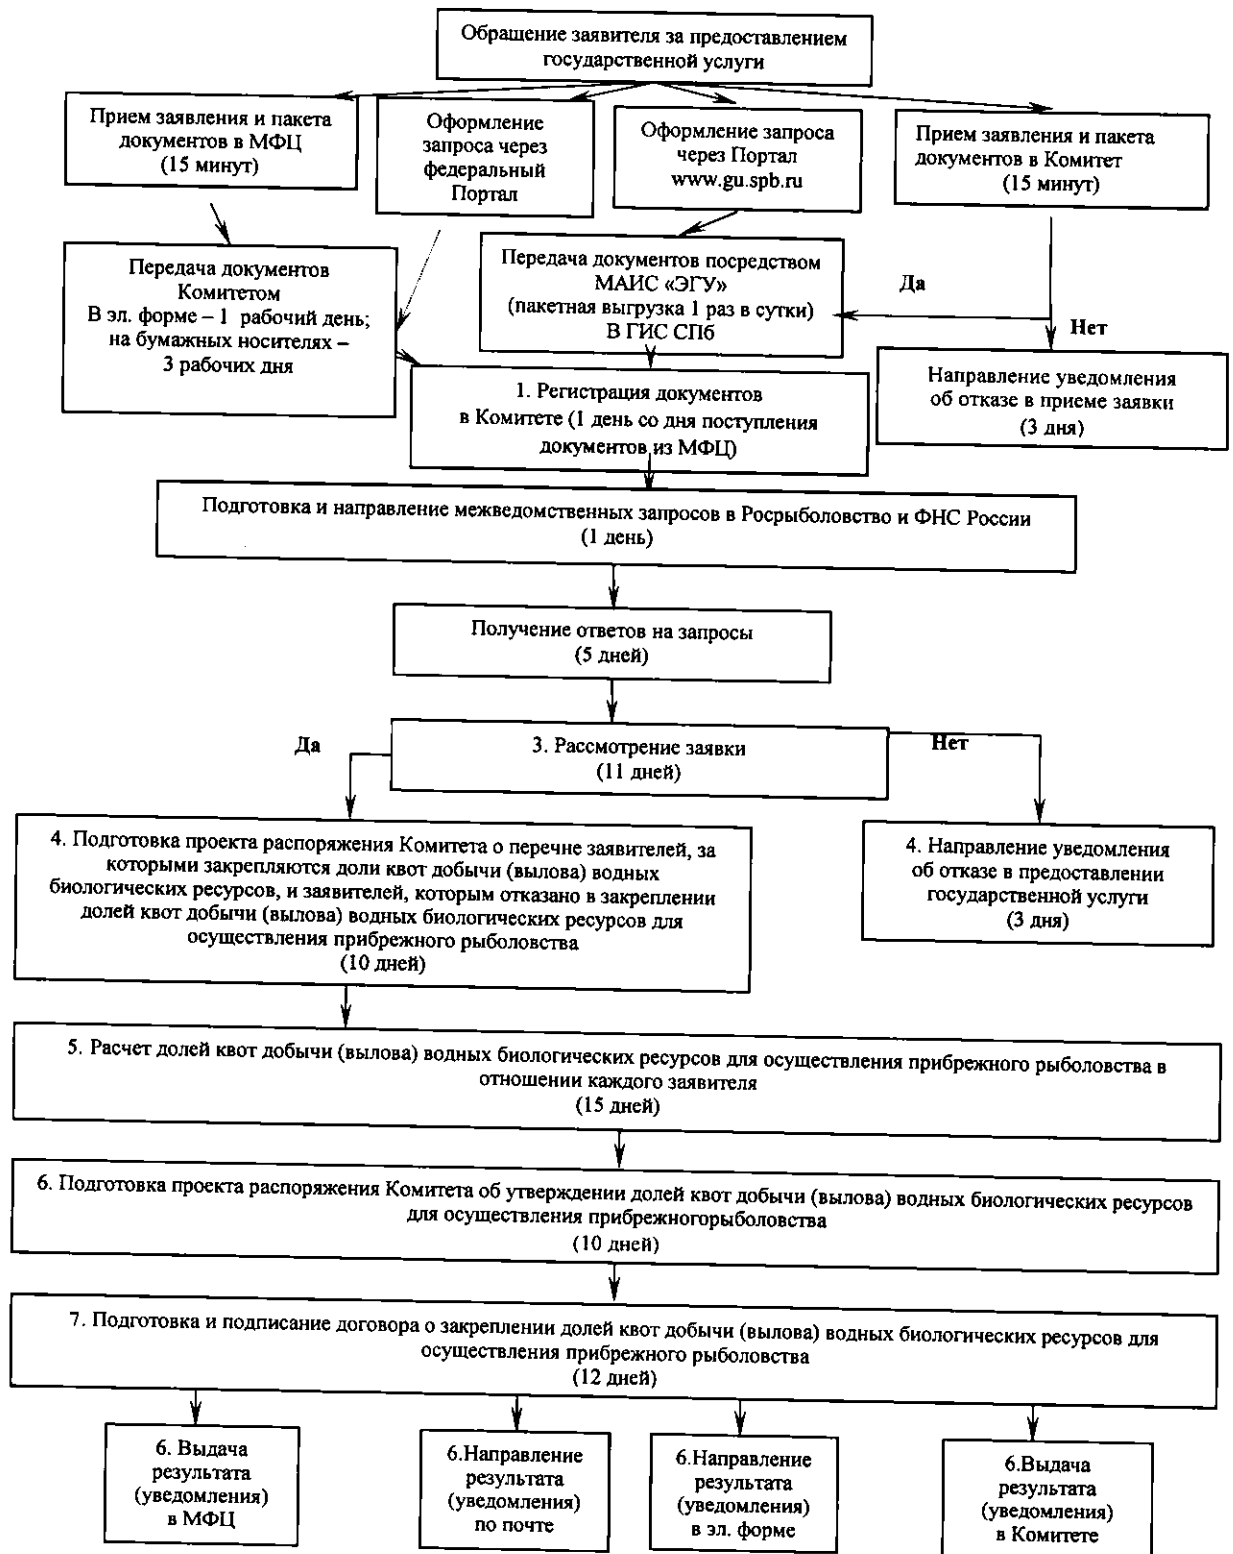 Обращение заявителя за предоставлением
государственной услуги
Прием заявления и пакета
документов в МФЦ
(15 минут)
Оформление
запроса через
федеральный
Портал
Оформление запроса
через Портал
www.gu.spb.ru
Прием заявления и пакета
документов в Комитет
(15 минут)
Передача документов
Комитетом
В эл. форме – 1 рабочий день;
на бумажных носителях –
3 рабочих дня
Передача документов посредством
МАИС «ЭГУ»
(пакетная выгрузка 1 раз в сутки)
В ГИС СПб
Да
Нет
1. Регистрация документов
в Комитете (1 день со дня поступления
документов из МФЦ)
Направление уведомления
об отказе в приеме заявки
(3 дня)
Подготовка и направление межведомственных запросов в Росрыболовство и ФНС России
(1 день)
Получение ответов на запросы
(5 дней)
Да
3. Рассмотрение заявки
(11 дней)
Нет
4. Подготовка проекта распоряжения Комитета о перечне заявителей, за
которыми закрепляются доли квот добычи (вылова) водных
биологических ресурсов, и заявителей, которым отказано в закреплении
долей квот добычи (вылова) водных биологических ресурсов для
осуществления прибрежного рыболовства
(10 дней)
4. Направление уведомления
об отказе в предоставлении
государственной услуги
(3 дня)
5. Расчет долей квот добычи (вылова) водных биологических ресурсов для осуществления прибрежного рыболовства в
отношении каждого заявителя
(15 дней)
6. Подготовка проекта распоряжения Комитета об утверждении долей квот добычи (вылова) водных биологических ресурсов
для осуществления прибрежногорыболовства
(10 дней)
7. Подготовка и подписание договора о закреплении долей квот добычи (вылова) водных биологических ресурсов для
осуществления прибрежного рыболовства
(12 дней)
6. Выдача
результата
(уведомления)
в МФЦ
6.Направление
результата
(уведомления)
по почте
6.Направление
результата
(уведомления)
в эл. форме
6.Выдача
результата
(уведомления)
в Комитете